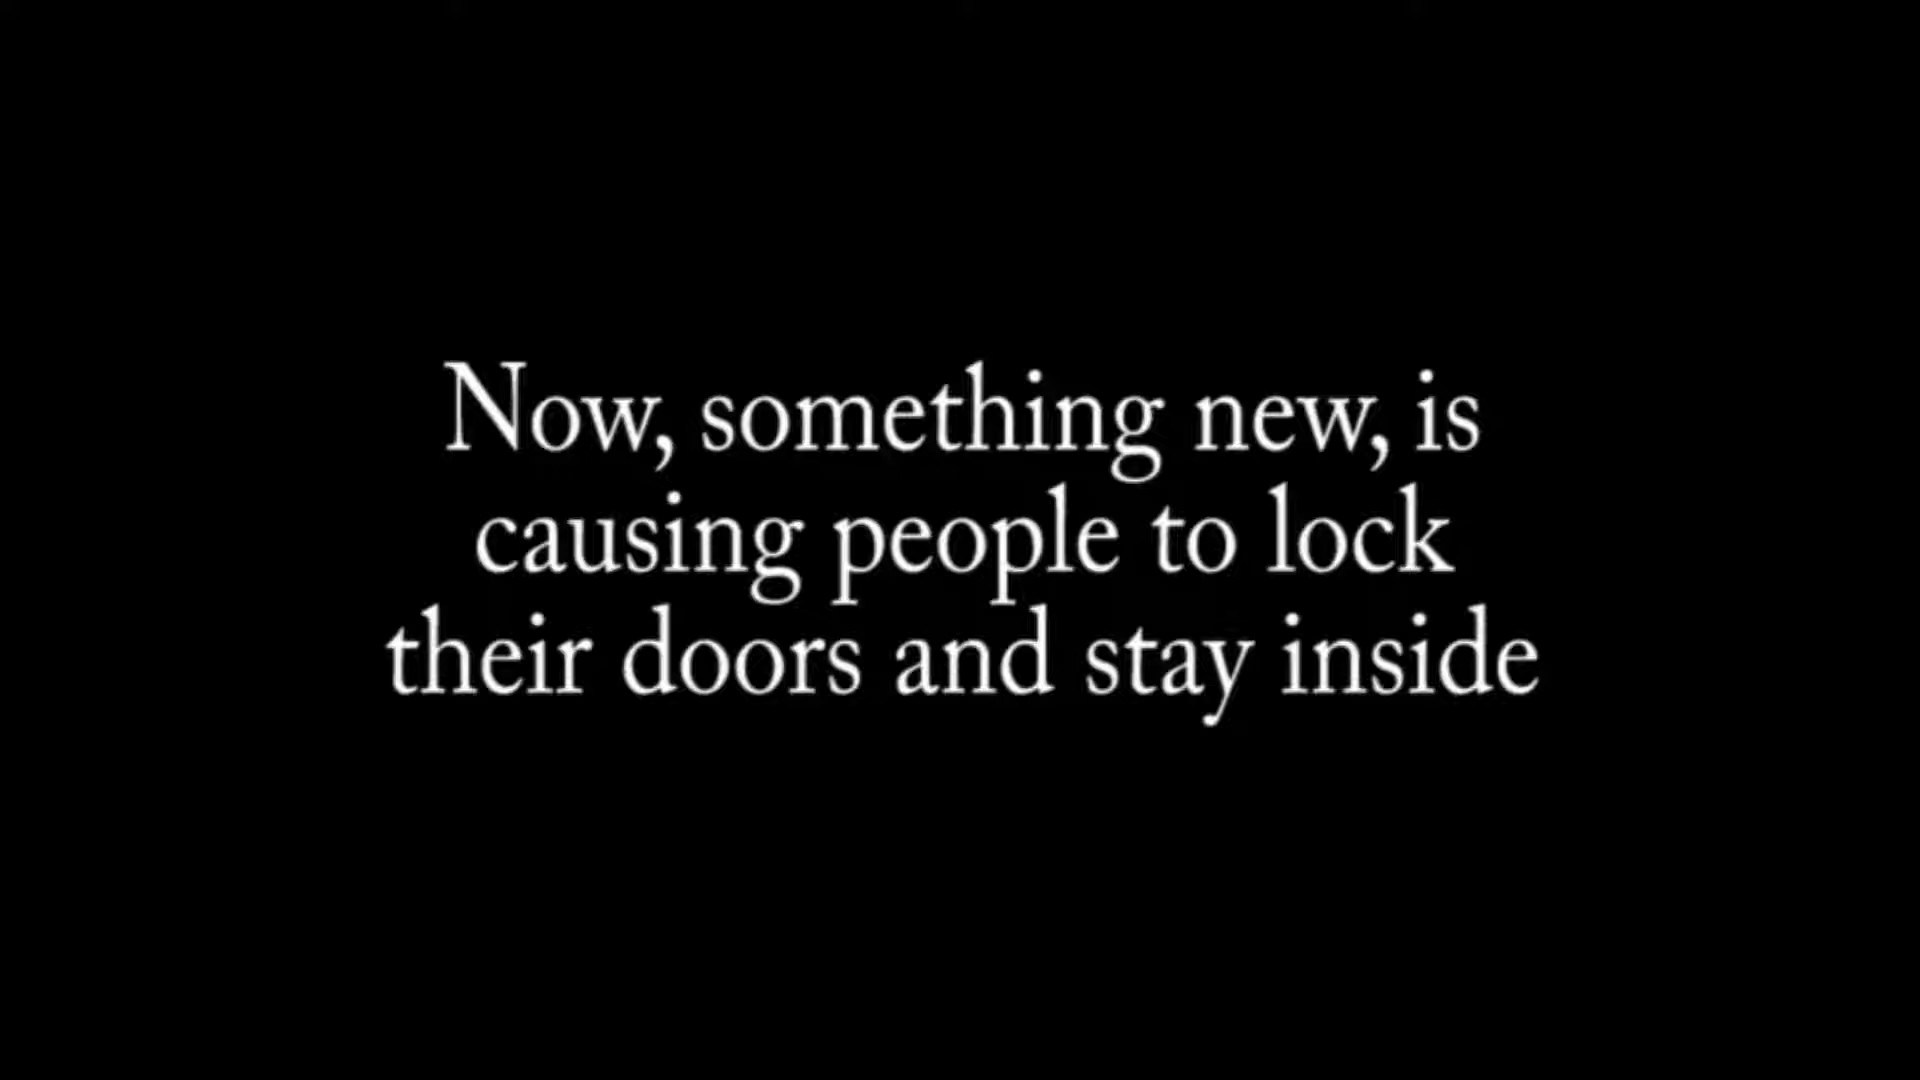 Now, something new, is
causing people to lock
their doors and stay inside